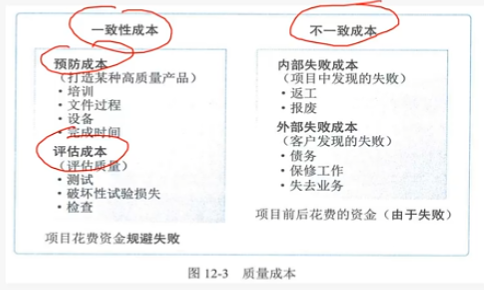 一致性成本
预防成本
（打造某种高质量产品）
・培训
・文件过程
・设备
・完成时间
评估成本
（评估质量）
・测试
・破坏性试验损失
・检查
项目花费资金规避失败
不一致成本
内部失败成本
（项目中发现的失败）
・返工
・报废
外部失败成本
（客户发现的失败）
・债务
・保修工作
・失去业务
项目前后花费的资金（由于失败）
图 12-3 质量成本